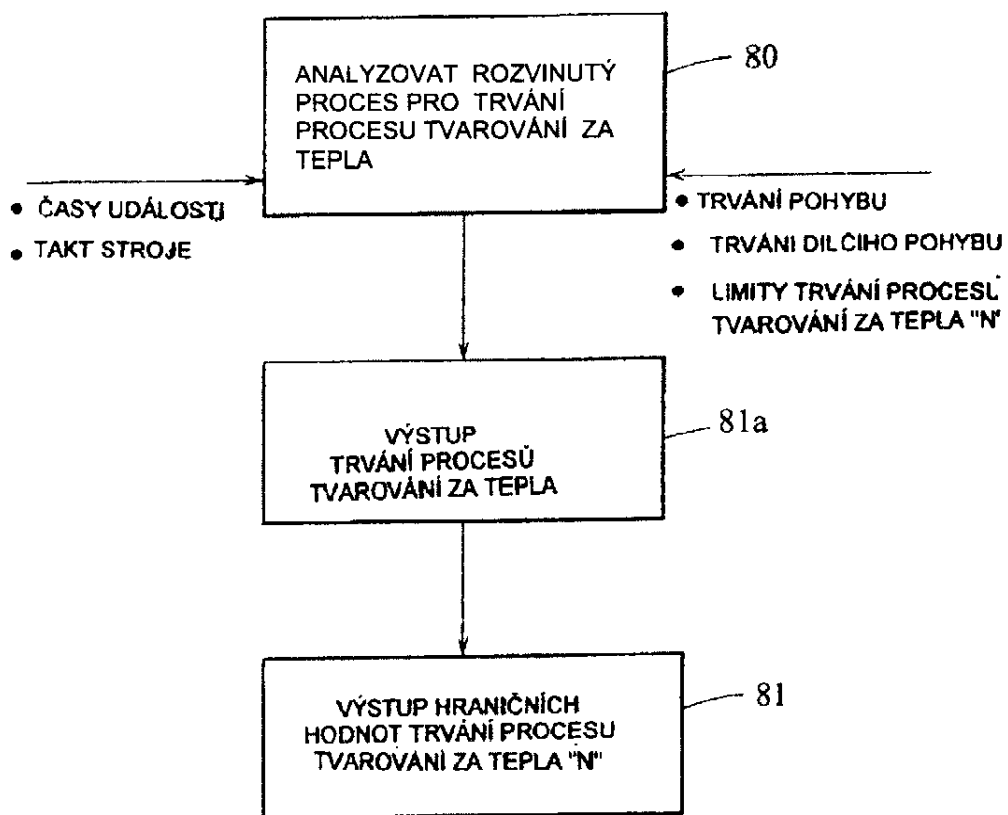 80
ANALYZOVAT ROZVINUTÝ
PROCES PRO TRVÁNÍ
PROCESU TVAROVÁNÍ ZA
TEPLA
• ČASY UDÁLOSTI
• TAKT STROJE
• TRVÁNÍ POHYBU
• TRVÁNI DILČIHO POHYBU
• LIMITY TRVÁNÍ PROCESU
TVAROVÁNÍ ZA TEPLA "N"
81a
VÝSTUP
TRVÁNÍ PROCESŮ
TVAROVÁNÍ ZA TEPLA
81
VÝSTUP HRANIČNÍCH
HODNOT TRVÁNÍ PROCESU
TVAROVÁNÍ ZA TEPLA "N"